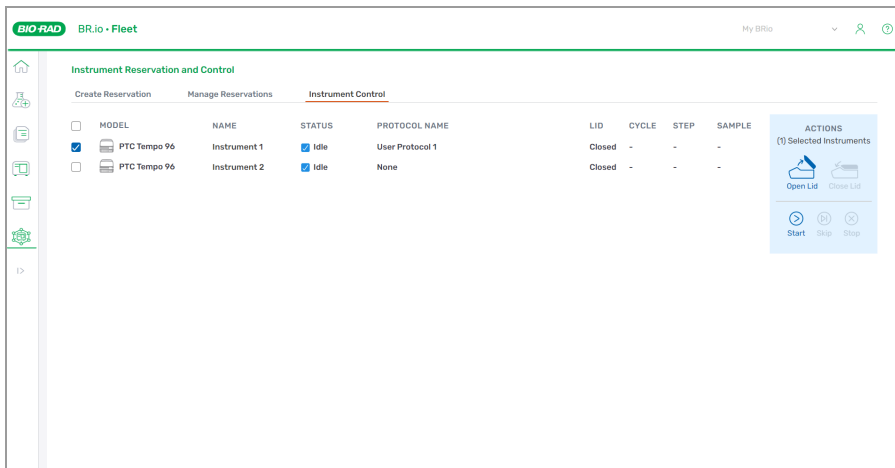 BIO-RAD BR.io • Fleet My BRio
Instrument Reservation and Control
Create Reservation Manage Reservations Instrument Control
MODEL NAME STATUS PROTOCOL NAME LID CYCLE STEP SAMPLE
PTC Tempo 96 Instrument 1 Idle User Protocol 1 Closed - - -
PTC Tempo 96 Instrument 2 Idle None Closed - - -
ACTIONS
(1) Selected Instruments
Open Lid Close Lid
Start Skip Stop